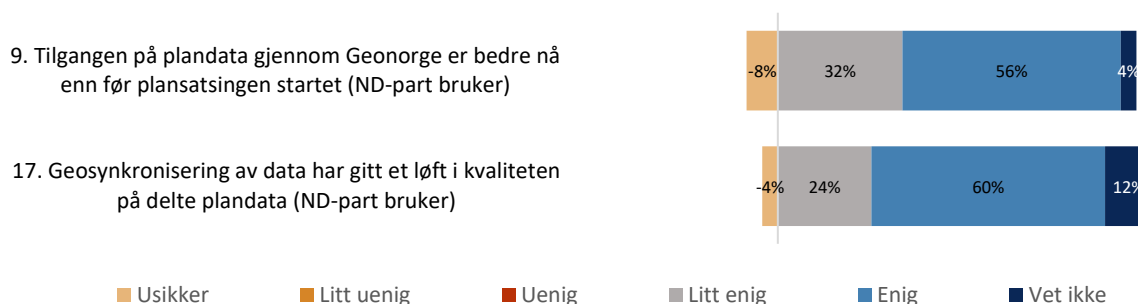 9. Tilgangen på plandata gjennom Geonorge er bedre nå
enn før plansatsingen startet (ND-part bruker)
-8% 32% 56% 4%
17. Geosynkronisering av data har gitt et løft i kvaliteten
på delte plandata (ND-part bruker)
-4% 24% 60% 12%
Usikker Litt uenig Uenig Litt enig Enig Vet ikke